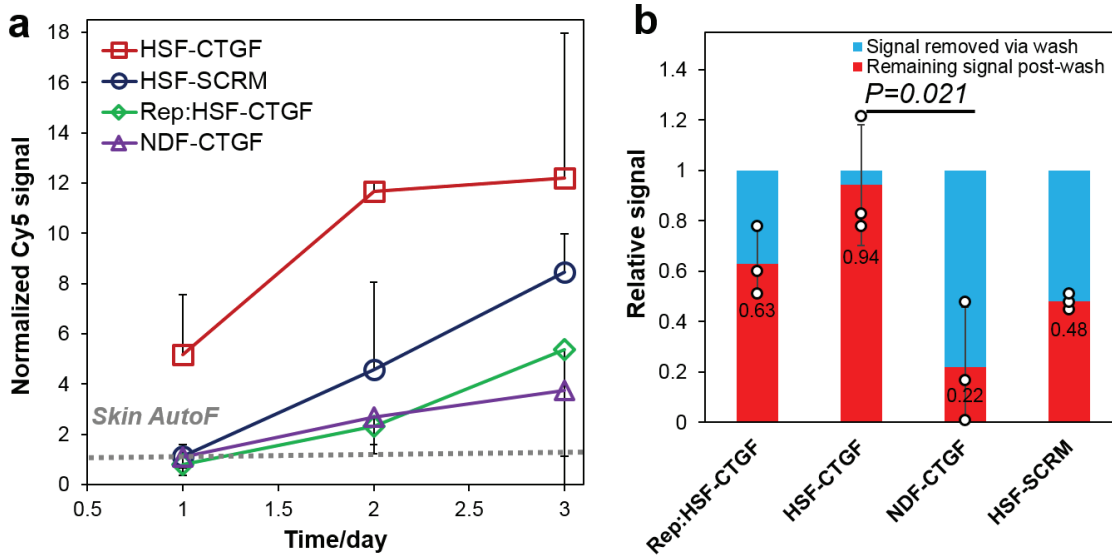 a
18
16
14
12
10
8
6
4
2
0
Normalized Cy5 signal
HSF-CTGF
HSF-SCRM
Rep:HSF-CTGF
NDF-CTGF
Skin AutoF
0.5
1
1.5
2
2.5
3
Time/day
b
Signal removed via wash
Remaining signal post-wash
P=0.021
1.4
1.2
1
0.8
0.6
0.4
0.2
0
Relative signal
0.63
0.94
0.22
0.48
Rep:HSF-CTGF
HSF-CTGF
NDF-CTGF
HSF-SCRM